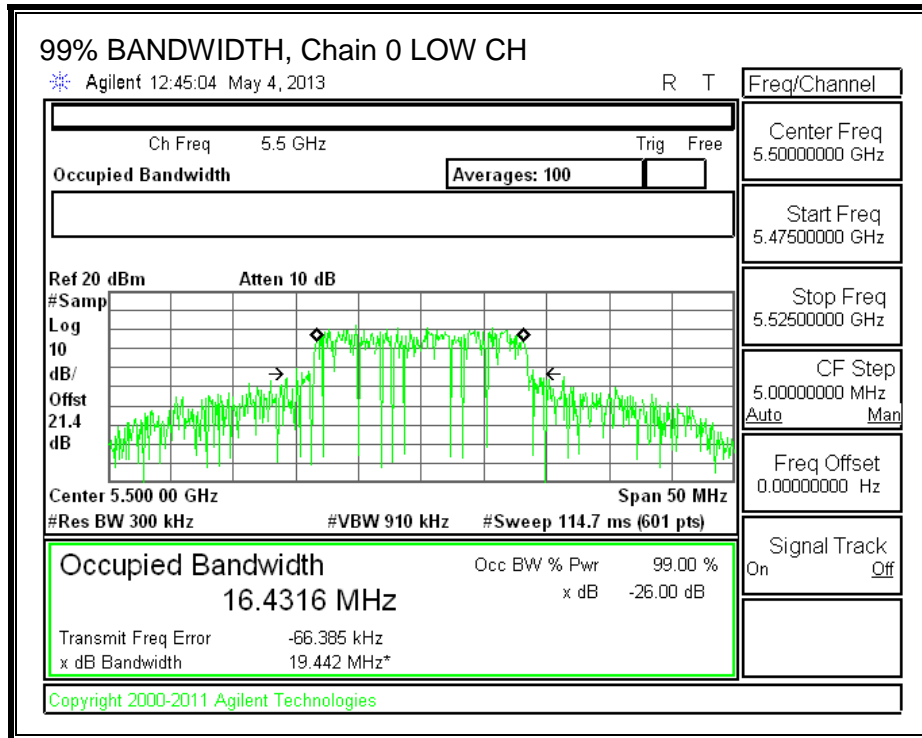 99% BANDWIDTH, Chain 0 LOW CH
Agilent 12:45:04 May 4, 2013 R T
Ch Freq 5.5 GHz Trig Free
Occupied Bandwidth Averages: 100
Ref 20 dBm Atten 10 dB
#Samp
Log
10
dB/
Offst
21.4
dB
Center 5.500 00 GHz Span 50 MHz
#Res BW 300 kHz #VBW 910 kHz #Sweep 114.7 ms (601 pts)
Occupied Bandwidth Occ BW % Pwr 99.00 %
16.4316 MHz x dB -26.00 dB
Transmit Freq Error -66.385 kHz
x dB Bandwidth 19.442 MHz*
Copyright 2000-2011 Agilent Technologies
Freq/Channel
Center Freq
5.50000000 GHz
Start Freq
5.47500000 GHz
Stop Freq
5.52500000 GHz
CF Step
5.00000000 MHz
Auto Man
Freq Offset
0.00000000 Hz
Signal Track
On Off